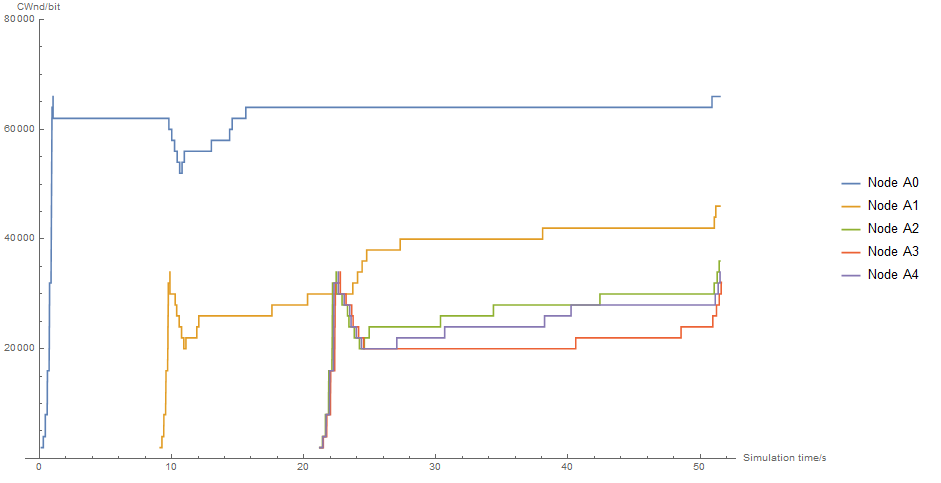 CWnd/bit
80000
60000
40000
20000
0 10 20 30 40 50 Simulation time/s
Node A0
Node A1
Node A2
Node A3
Node A4